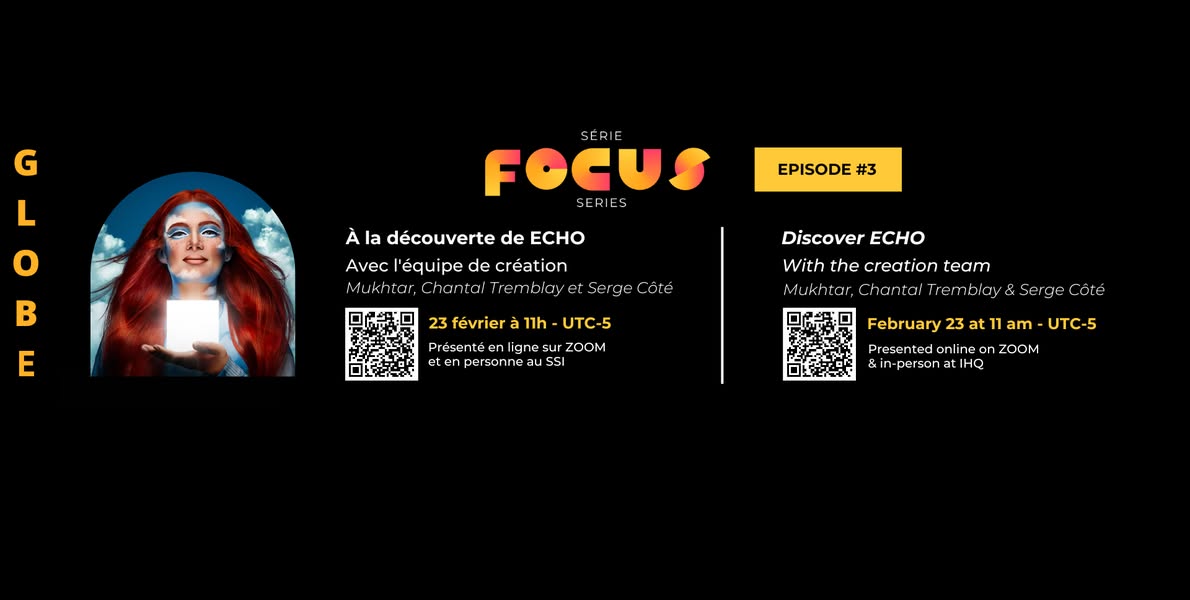 GLOBE
SÉRIE
FOCUS
SERIES
EPISODE #3
À la découverte de ECHO
Avec l'équipe de création
Mukhtar, Chantal Tremblay et Serge Côté
23 février à 11h - UTC-5
Présenté en ligne sur ZOOM
et en personne au SSI
Discover ECHO
With the creation team
Mukhtar, Chantal Tremblay & Serge Côté
February 23 at 11 am - UTC-5
Presented online on ZOOM
& in-person at IHQ